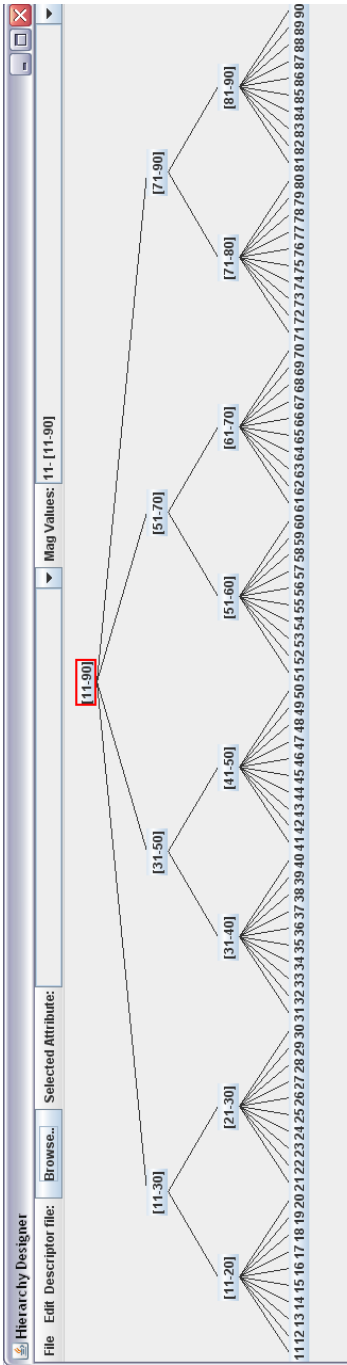 Hierarchy Designer
File Edit Descriptor file: Browse.. Selected Attribute: Mag Values: 11- [11-90]
[11-90]
[11-30] [31-50] [51-70] [71-90]
[11-20] [21-30] [31-40] [41-50] [51-60] [61-70] [71-80] [81-90]
11 12 13 14 15 16 17 18 19 20 21 22 23 24 25 26 27 28 29 30 31 32 33 34 35 36 37 38 39 40 41 42 43 44 45 46 47 48 49 50 51 52 53 54 55 56 57 58 59 60 61 62 63 64 65 66 67 68 69 70 71 72 73 74 75 76 77 78 79 80 81 82 83 84 85 86 87 88 89 90